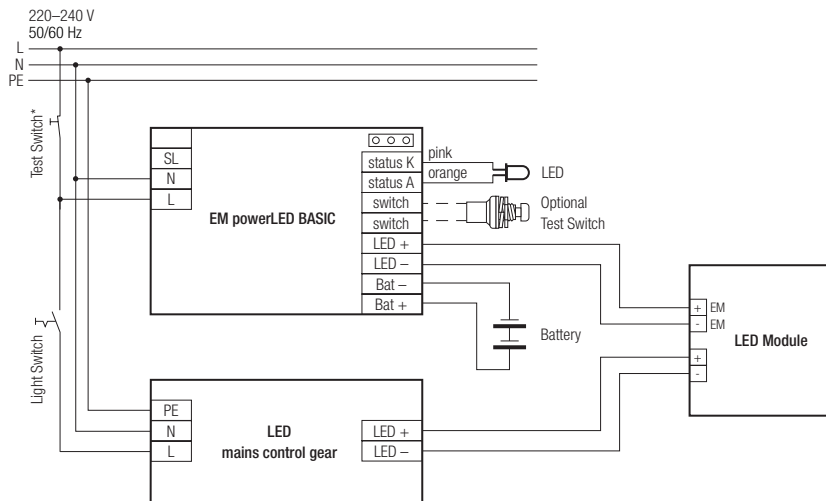 220–240 V
50/60 Hz
L
N
PE
Test Switch*
Light Switch
SL
N
L
EM powerLED BASIC
status K
status A
switch
switch
LED +
LED –
Bat –
Bat +
pink
orange
LED
Optional
Test Switch
Battery
+ EM
- EM
+
-
LED Module
PE
N
L
LED
mains control gear
LED +
LED –